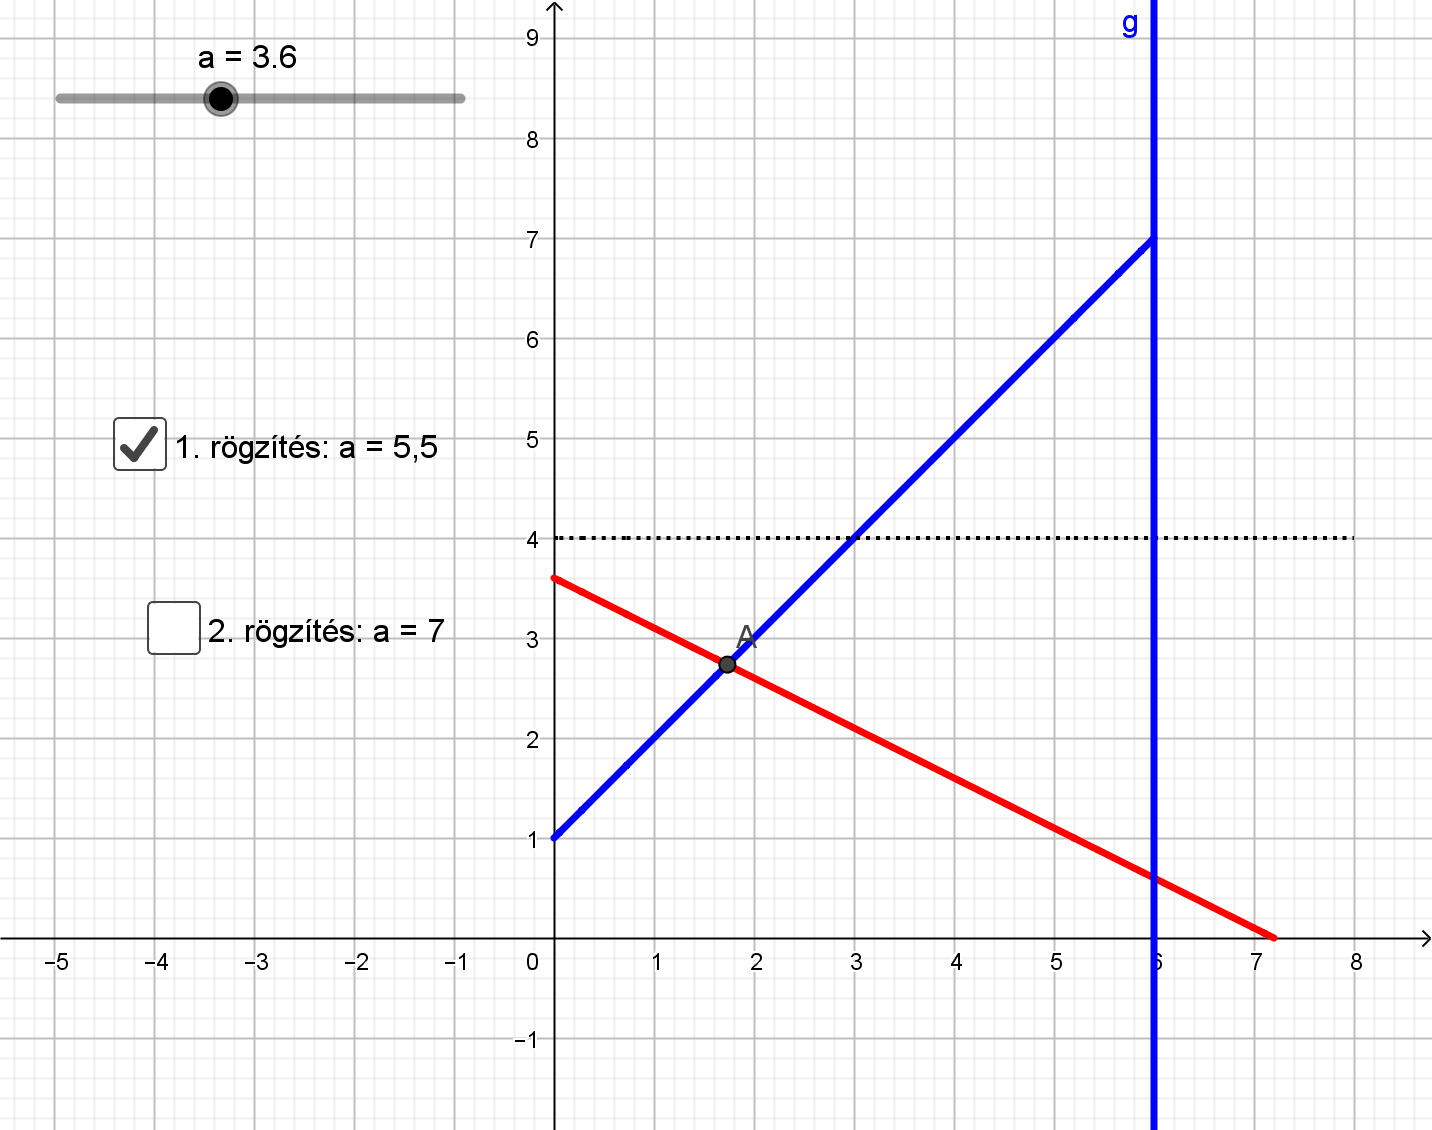 a = 3.6
g
9
8
7
6
5
4
3
2
1
1. rögzítés: a = 5,5
2. rögzítés: a = 7
A
−5 −4 −3 −2 −1 0 1 2 3 4 5 6 7 8
−1